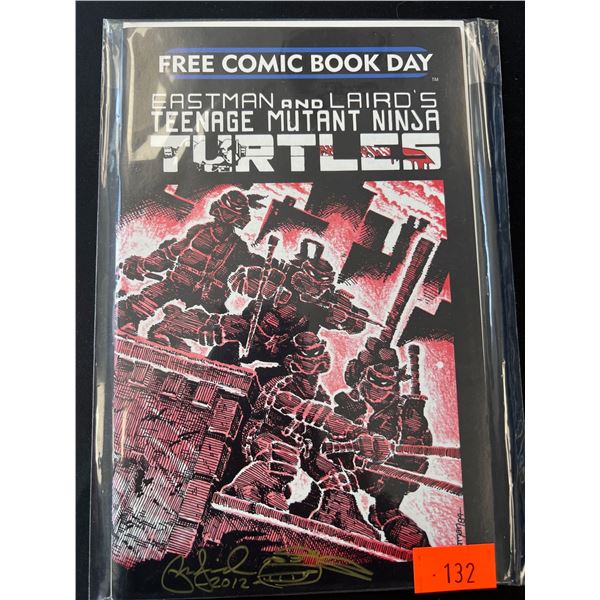 FREE COMIC BOOK DAY
TM
EASTMAN AND LAIRD'S
TEENAGE MUTANT NINJA
TURTLES
2012
132